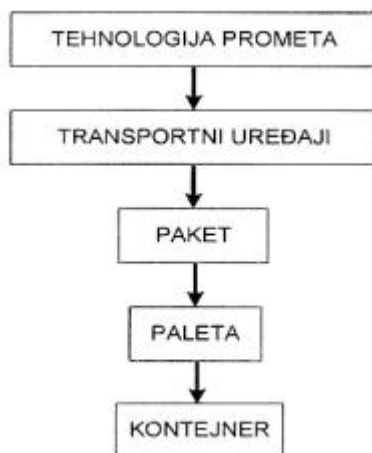 TEHNOLOGIJA PROMETA
TRANSPORTNI UREĐAJI
PAKET
PALETA
KONTEJNER